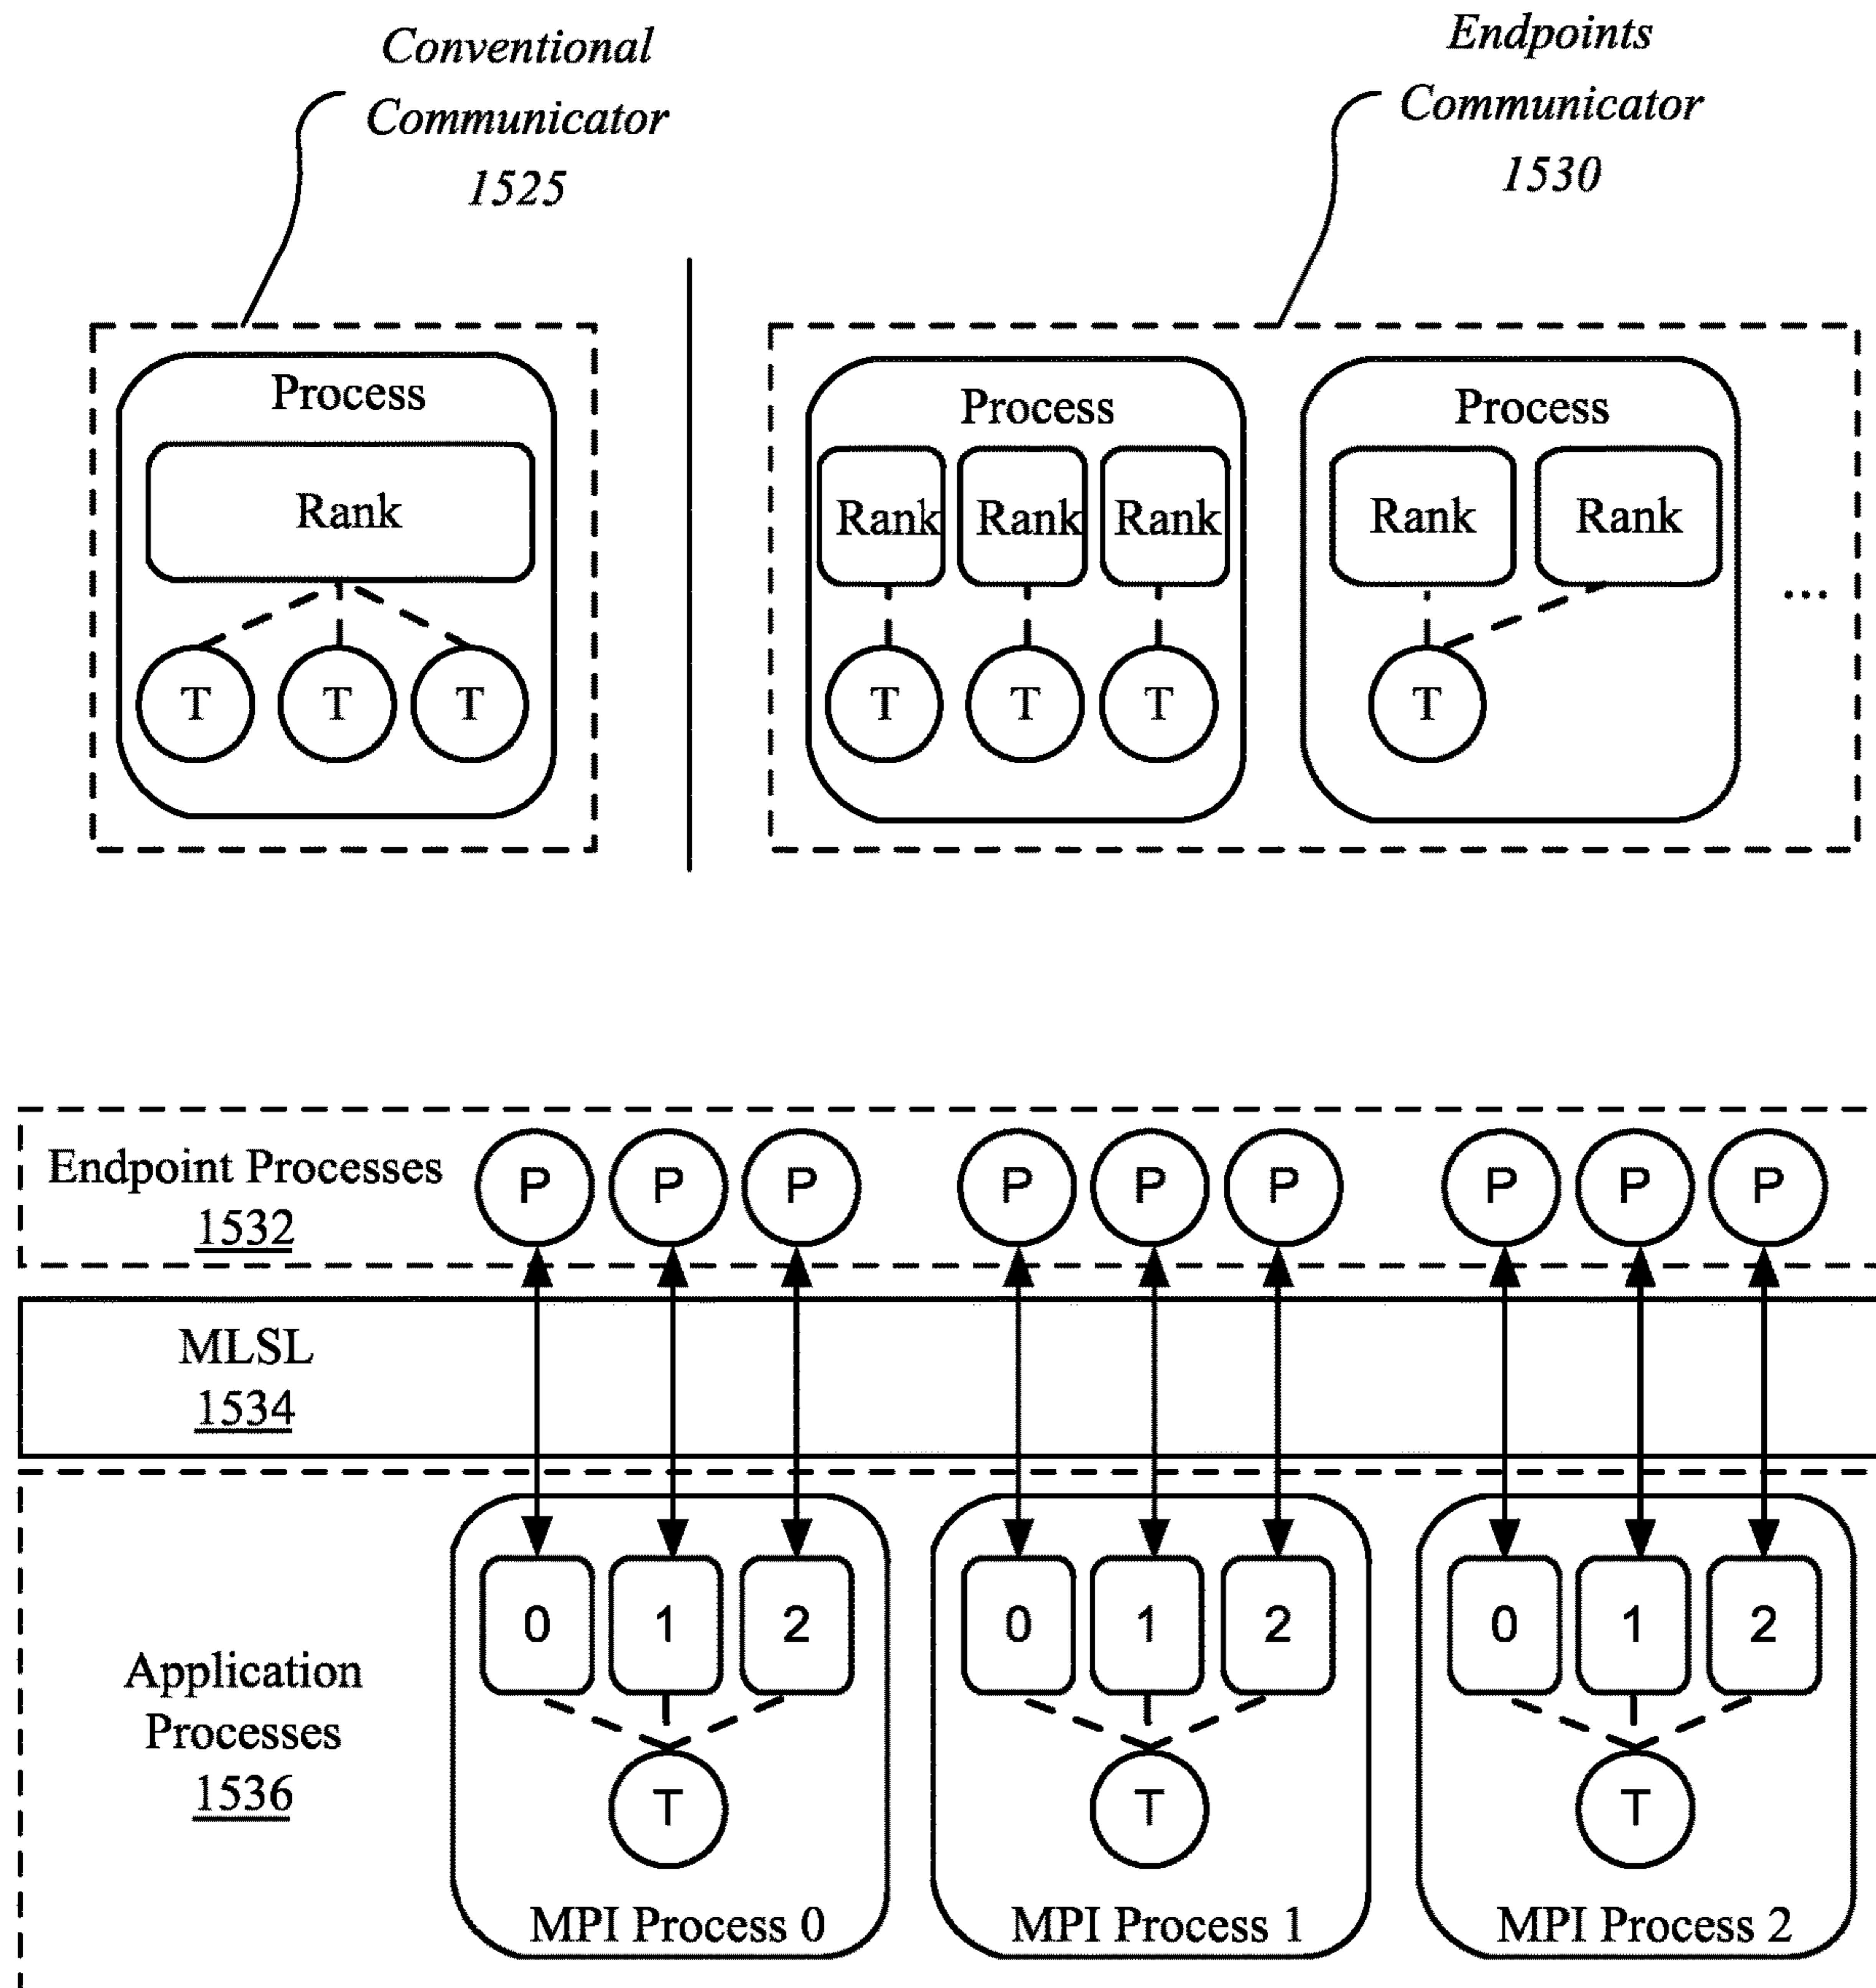 Conventional
Communicator
1525
Endpoints
Communicator
1530
Process
Rank
T T T
Process
Rank Rank Rank
T T T
Process
Rank Rank
T
...
Endpoint Processes
1532
P P P P P P P P P
MLSL
1534
Application
Processes
1536
0 1 2
T
MPI Process 0
0 1 2
T
MPI Process 1
0 1 2
T
MPI Process 2